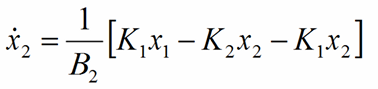 ẋ₂ = 1/B₂ [K₁x₁ − K₂x₂ − K₁x₂]